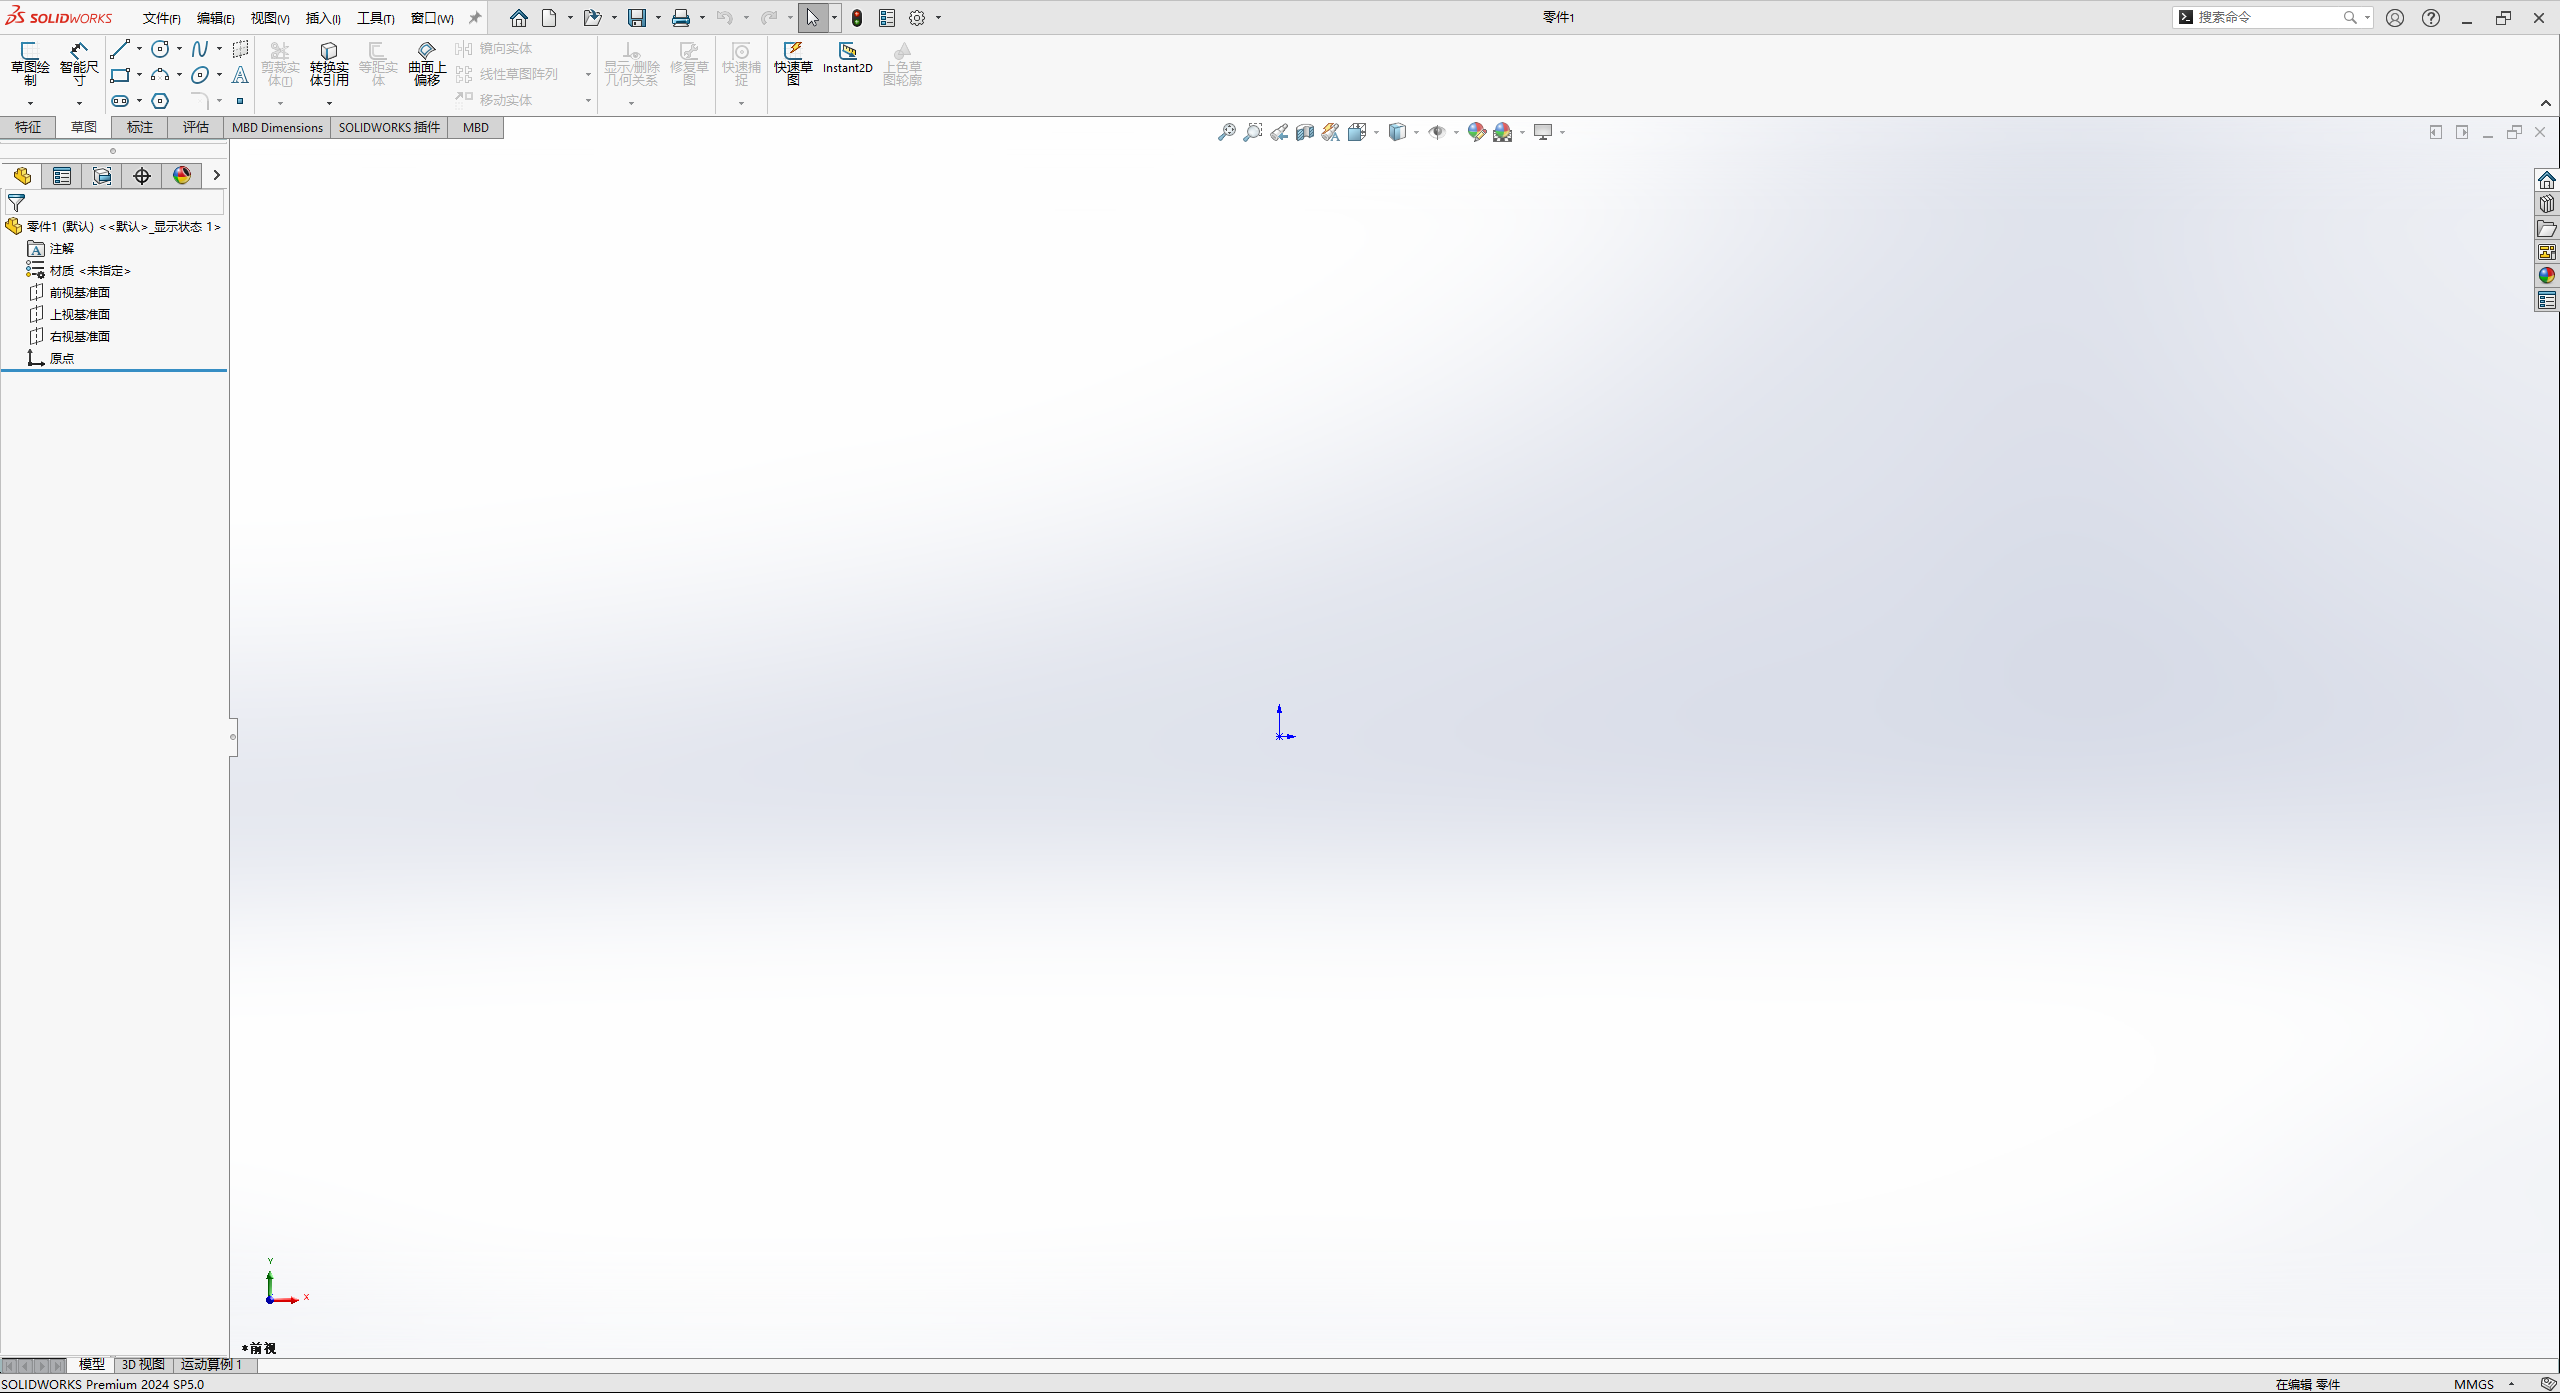 SOLIDWORKS 文件(F) 编辑(E) 视图(V) 插入(I) 工具(T) 窗口(W) 零件1 搜索命令
草图绘制 智能尺寸 剪裁实体(T) 转换实体引用 等距实体 曲面上偏移 镜向实体 线性草图阵列 移动实体 显示/删除几何关系 修复草图 快速捕捉 快速草图 Instant2D 上色草图轮廓
特征 草图 标注 评估 MBD Dimensions SOLIDWORKS 插件 MBD
零件1 (默认) <<默认>_显示状态 1>
注解
材质 <未指定>
前视基准面
上视基准面
右视基准面
原点
Y
X
*前视
模型 3D 视图 运动算例 1
SOLIDWORKS Premium 2024 SP5.0 在编辑 零件 MMGS